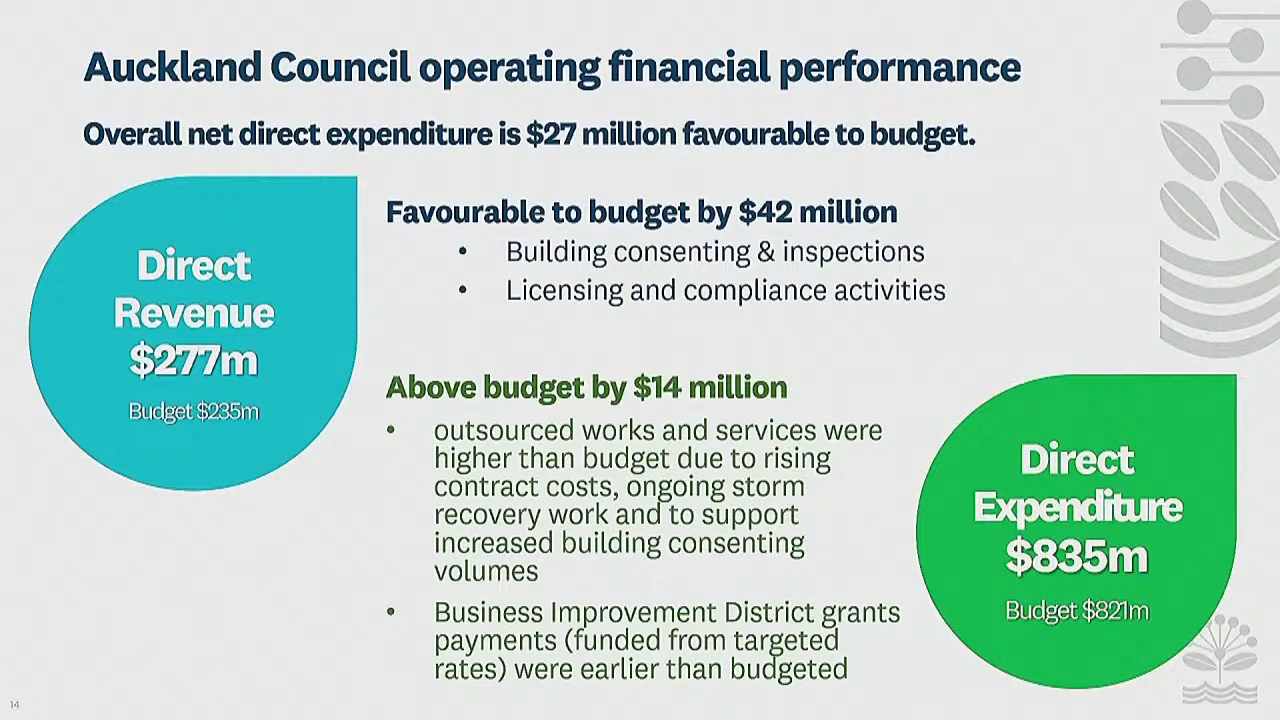 Auckland Council operating financial performance
Overall net direct expenditure is $27 million favourable to budget.
Direct
Revenue
$277m
Budget $235m
Favourable to budget by $42 million
• Building consenting & inspections
• Licensing and compliance activities
Above budget by $14 million
• outsourced works and services were
higher than budget due to rising
contract costs, ongoing storm
recovery work and to support
increased building consenting
volumes
• Business Improvement District grants
payments (funded from targeted
rates) were earlier than budgeted
Direct
Expenditure
$835m
Budget $821m
14